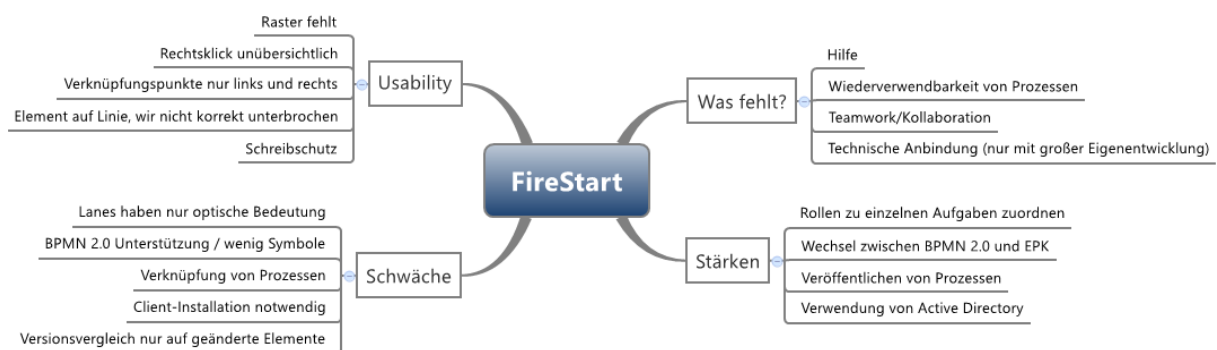 FireStart
Usability
Raster fehlt
Rechtsklick unübersichtlich
Verknüpfungspunkte nur links und rechts
Element auf Linie, wir nicht korrekt unterbrochen
Schreibschutz
Schwäche
Lanes haben nur optische Bedeutung
BPMN 2.0 Unterstützung / wenig Symbole
Verknüpfung von Prozessen
Client-Installation notwendig
Versionsvergleich nur auf geänderte Elemente
Was fehlt?
Hilfe
Wiederverwendbarkeit von Prozessen
Teamwork/Kollaboration
Technische Anbindung (nur mit großer Eigenentwicklung)
Stärken
Rollen zu einzelnen Aufgaben zuordnen
Wechsel zwischen BPMN 2.0 und EPK
Veröffentlichen von Prozessen
Verwendung von Active Directory